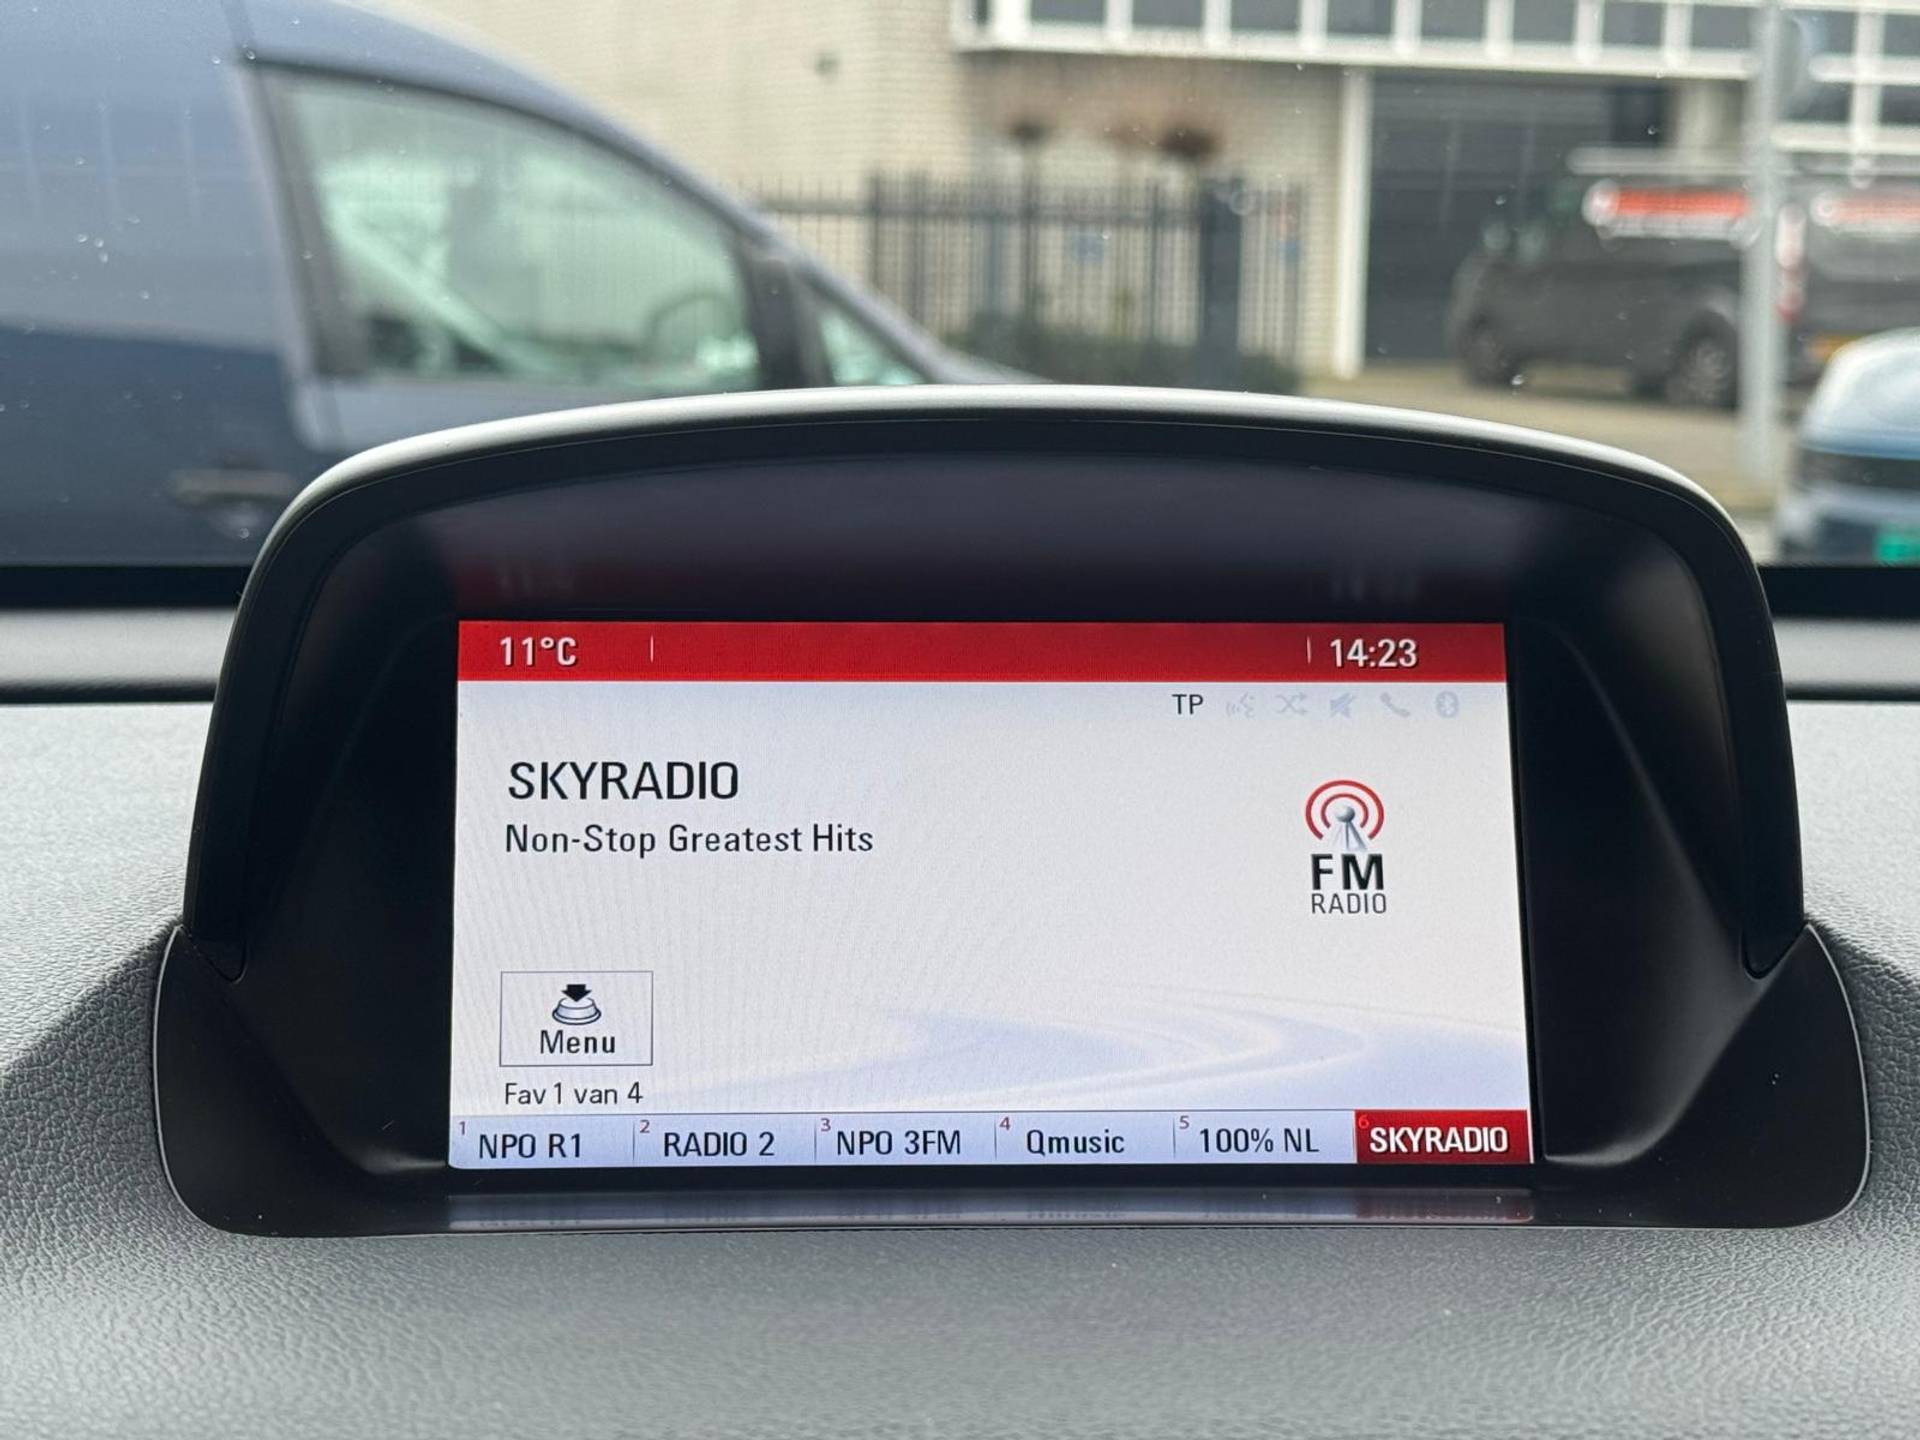 11°C 14:23
TP
SKYRADIO
Non-Stop Greatest Hits
FM
RADIO
Menu
Fav 1 van 4
1 NPO R1 2 RADIO 2 3 NPO 3FM 4 Qmusic 5 100% NL 6 SKYRADIO